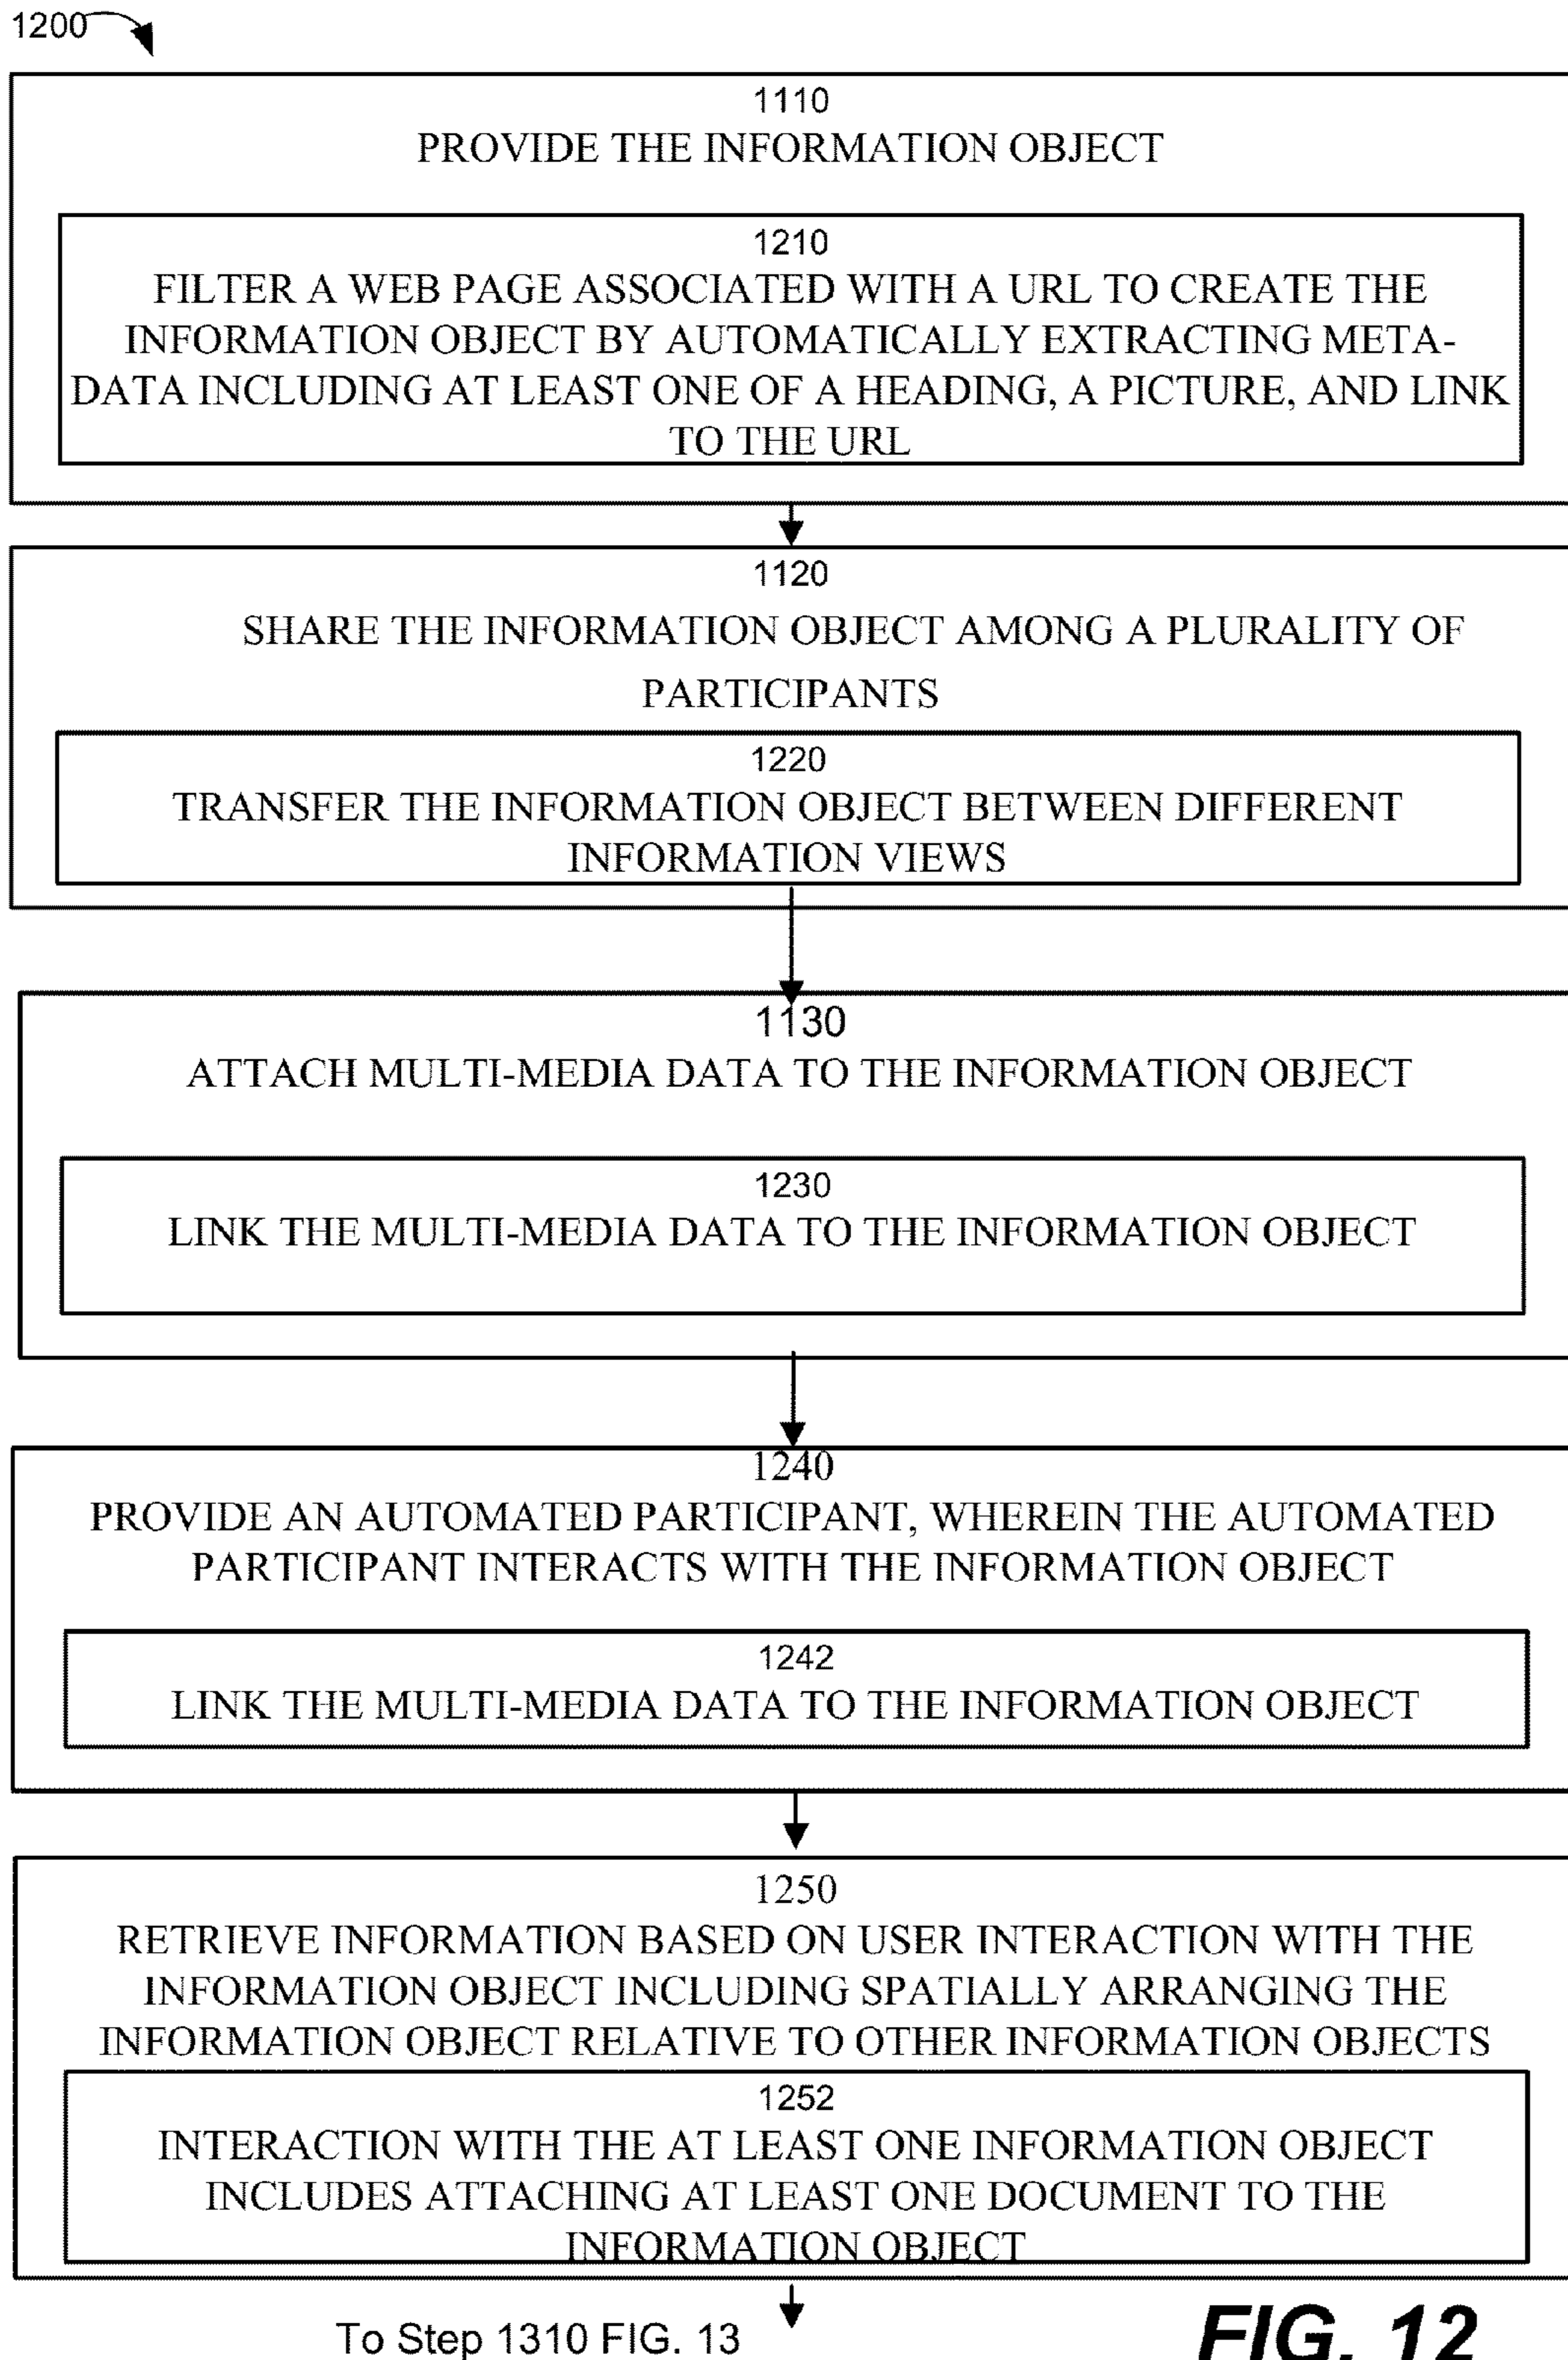 1200
1110
PROVIDE THE INFORMATION OBJECT
1210
FILTER A WEB PAGE ASSOCIATED WITH A URL TO CREATE THE
INFORMATION OBJECT BY AUTOMATICALLY EXTRACTING META-
DATA INCLUDING AT LEAST ONE OF A HEADING, A PICTURE, AND LINK
TO THE URL
1120
SHARE THE INFORMATION OBJECT AMONG A PLURALITY OF
PARTICIPANTS
1220
TRANSFER THE INFORMATION OBJECT BETWEEN DIFFERENT
INFORMATION VIEWS
1130
ATTACH MULTI-MEDIA DATA TO THE INFORMATION OBJECT
1230
LINK THE MULTI-MEDIA DATA TO THE INFORMATION OBJECT
1240
PROVIDE AN AUTOMATED PARTICIPANT, WHEREIN THE AUTOMATED
PARTICIPANT INTERACTS WITH THE INFORMATION OBJECT
1242
LINK THE MULTI-MEDIA DATA TO THE INFORMATION OBJECT
1250
RETRIEVE INFORMATION BASED ON USER INTERACTION WITH THE
INFORMATION OBJECT INCLUDING SPATIALLY ARRANGING THE
INFORMATION OBJECT RELATIVE TO OTHER INFORMATION OBJECTS
1252
INTERACTION WITH THE AT LEAST ONE INFORMATION OBJECT
INCLUDES ATTACHING AT LEAST ONE DOCUMENT TO THE
INFORMATION OBJECT
To Step 1310 FIG. 13
FIG. 12